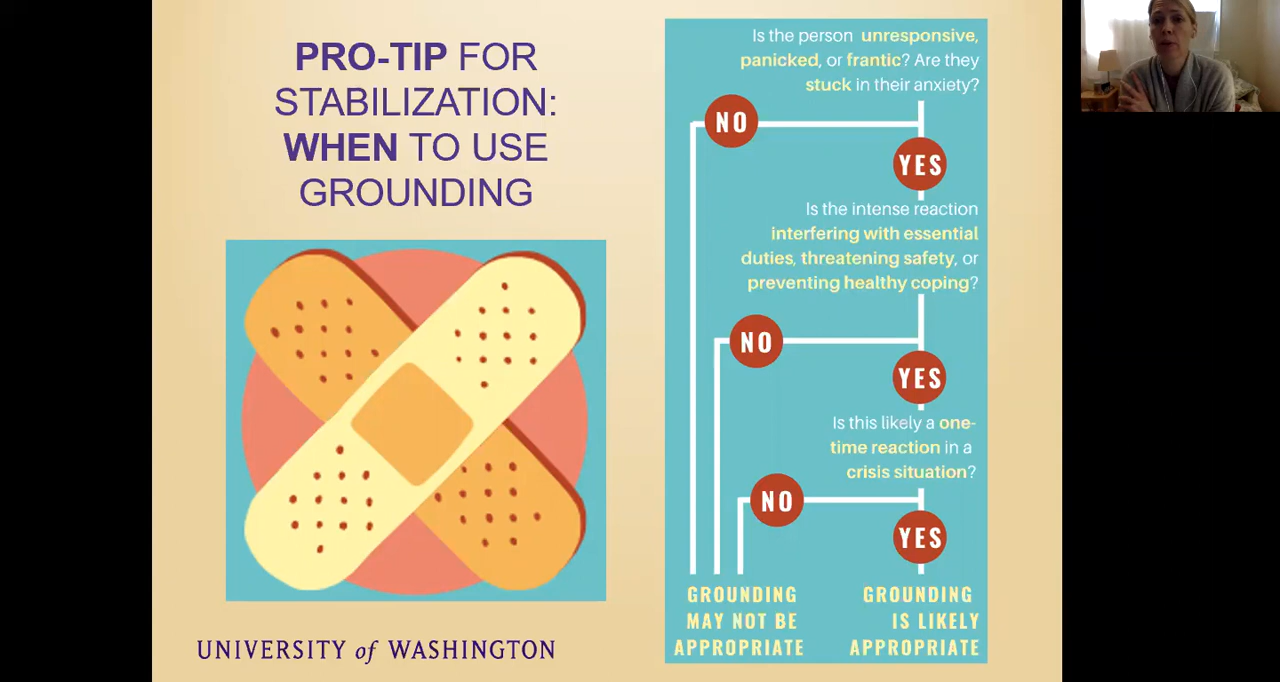 PRO-TIP FOR
STABILIZATION:
WHEN TO USE
GROUNDING
UNIVERSITY of WASHINGTON
Is the person unresponsive,
panicked, or frantic? Are they
stuck in their anxiety?
NO
YES
Is the intense reaction
interfering with essential
duties, threatening safety, or
preventing healthy coping?
NO
YES
Is this likely a one-
time reaction in a
crisis situation?
NO
YES
GROUNDING
MAY NOT BE
APPROPRIATE
GROUNDING
IS LIKELY
APPROPRIATE